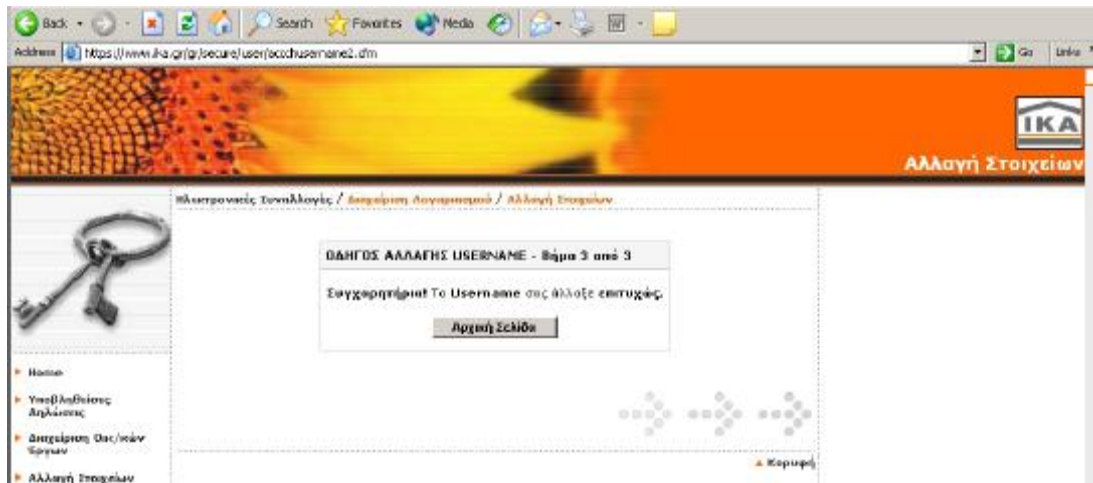 Back Search Favorites Media
Address https://www.ika.gr/gr/secure/user/accchusername2.cfm Go Links
IKA
Αλλαγή Στοιχείων
Ηλεκτρονικές Συναλλαγές / Διαχείριση Λογαριασμού / Αλλαγή Στοιχείων
ΟΔΗΓΟΣ ΑΛΛΑΓΗΣ USERNAME - Βήμα 3 από 3
Συγχαρητήρια! Το Username σας άλλαξε επιτυχώς.
Αρχική Σελίδα
Home
Υποβληθείσες
Δηλώσεις
Διαχείριση Οικ/μών
Έργων
Αλλαγή Στοιχείων
Κορυφή